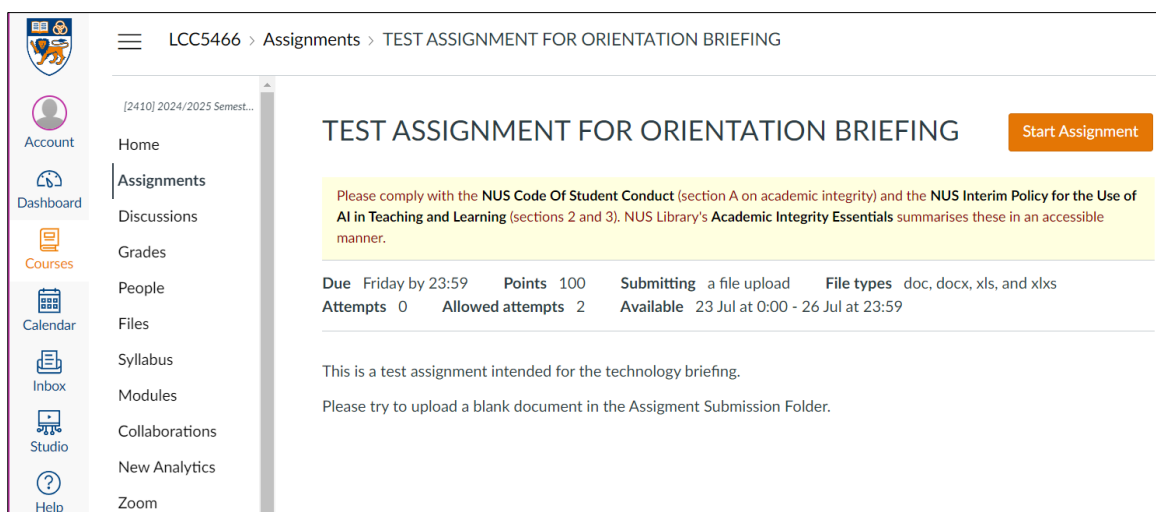 LCC5466 › Assignments › TEST ASSIGNMENT FOR ORIENTATION BRIEFING
Account
Dashboard
Courses
Calendar
Inbox
Studio
Help
[2410] 2024/2025 Semest...
Home
Assignments
Discussions
Grades
People
Files
Syllabus
Modules
Collaborations
New Analytics
Zoom
TEST ASSIGNMENT FOR ORIENTATION BRIEFING
Start Assignment
Please comply with the NUS Code Of Student Conduct (section A on academic integrity) and the NUS Interim Policy for the Use of
AI in Teaching and Learning (sections 2 and 3). NUS Library's Academic Integrity Essentials summarises these in an accessible
manner.
Due Friday by 23:59 Points 100 Submitting a file upload File types doc, docx, xls, and xlxs
Attempts 0 Allowed attempts 2 Available 23 Jul at 0:00 - 26 Jul at 23:59
This is a test assignment intended for the technology briefing.
Please try to upload a blank document in the Assigment Submission Folder.